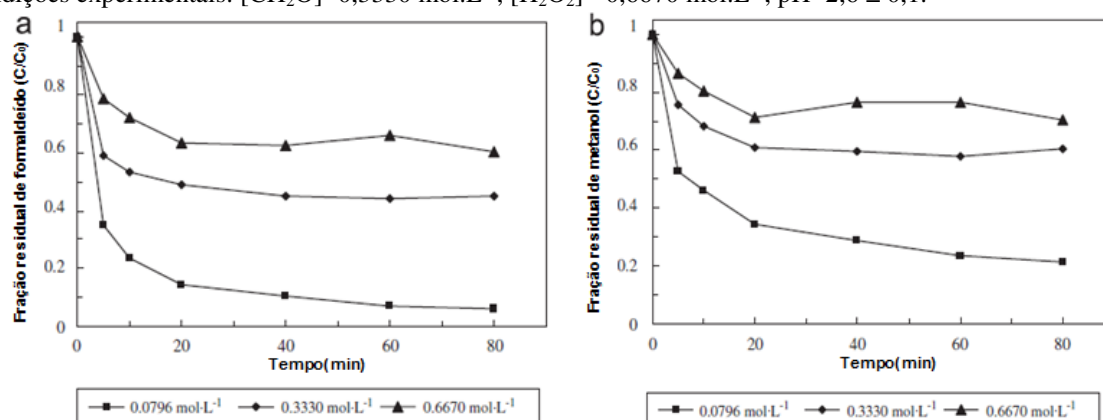 dições experimentais: [CH₂O]=0,3330 mol.L⁻¹, [H₂O₂]=0,6670 mol.L⁻¹, pH=2,6 ± 0,1.
a
Fração residual de formaldeído (C/C₀)
1
0.8
0.6
0.4
0.2
0
0 20 40 60 80
Tempo(min)
0.0796 mol·L⁻¹ 0.3330 mol·L⁻¹ 0.6670 mol·L⁻¹
b
Fração residual de metanol (C/C₀)
1
0.8
0.6
0.4
0.2
0
0 20 40 60 80
Tempo(min)
0.0796 mol·L⁻¹ 0.3330 mol·L⁻¹ 0.6670 mol·L⁻¹